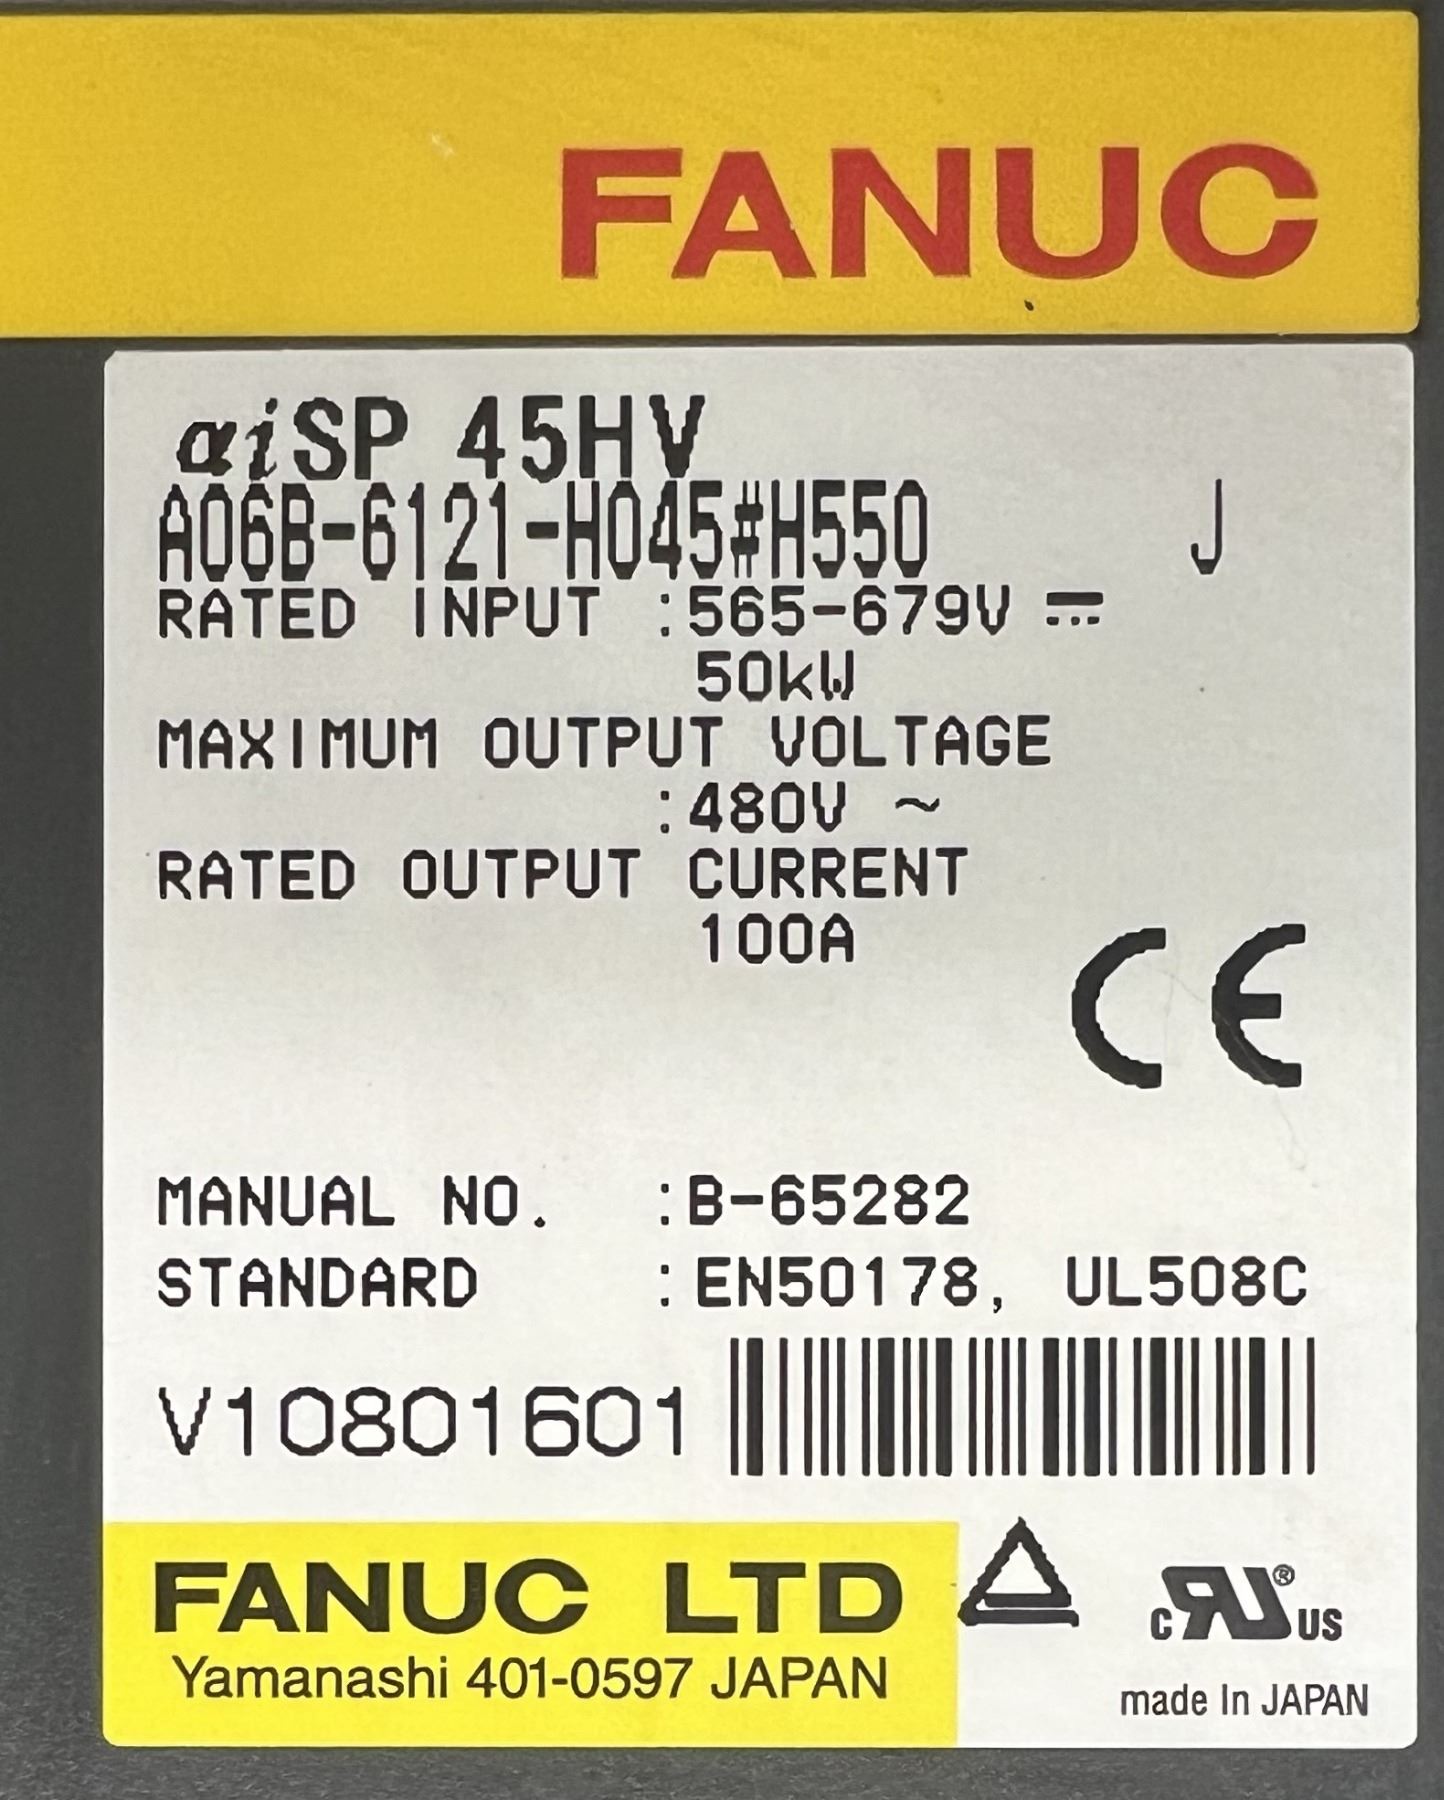 FANUC
αiSP 45HV
A06B-6121-H045#H550 J
RATED INPUT :565-679V ⎓
50kW
MAXIMUM OUTPUT VOLTAGE
:480V ~
RATED OUTPUT CURRENT
100A
CE
MANUAL NO. :B-65282
STANDARD :EN50178, UL508C
V10801601
FANUC LTD
Yamanashi 401-0597 JAPAN
c RU ® US
made In JAPAN